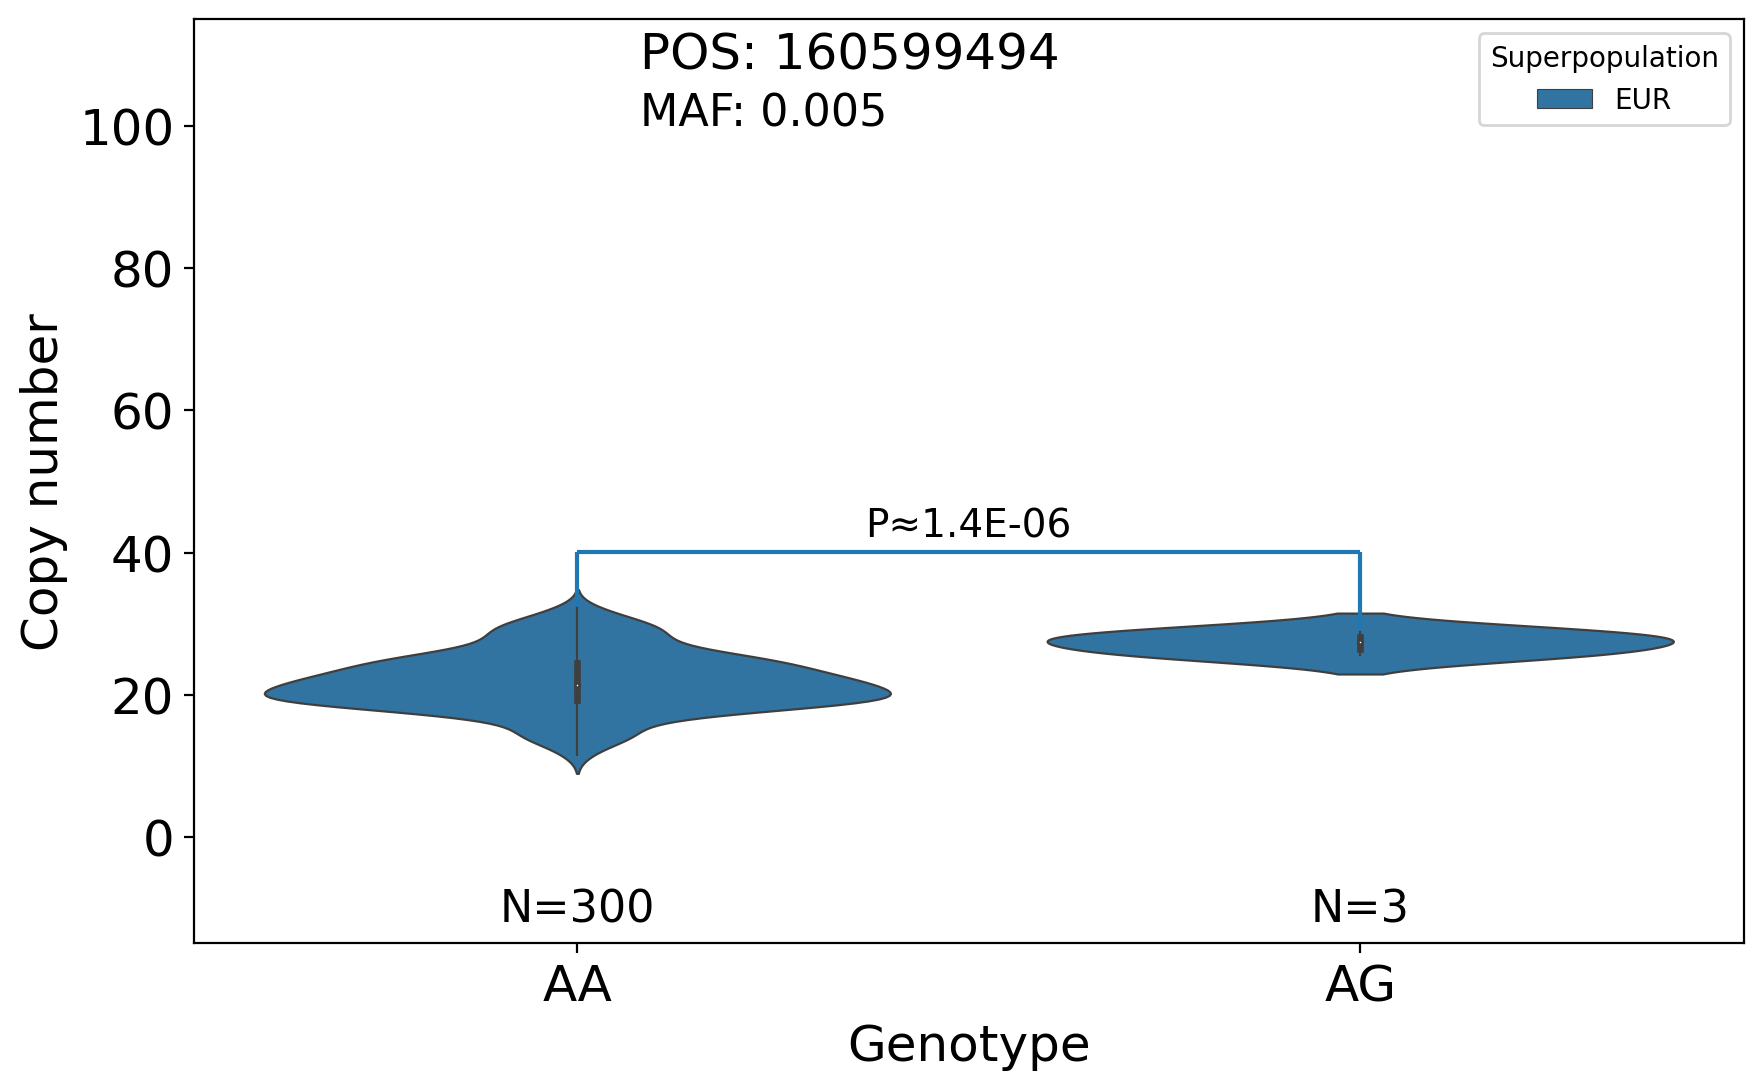 POS: 160599494
MAF: 0.005
Superpopulation
EUR
100
80
60
40
20
0
Copy number
P≈1.4E-06
N=300
N=3
AA
AG
Genotype